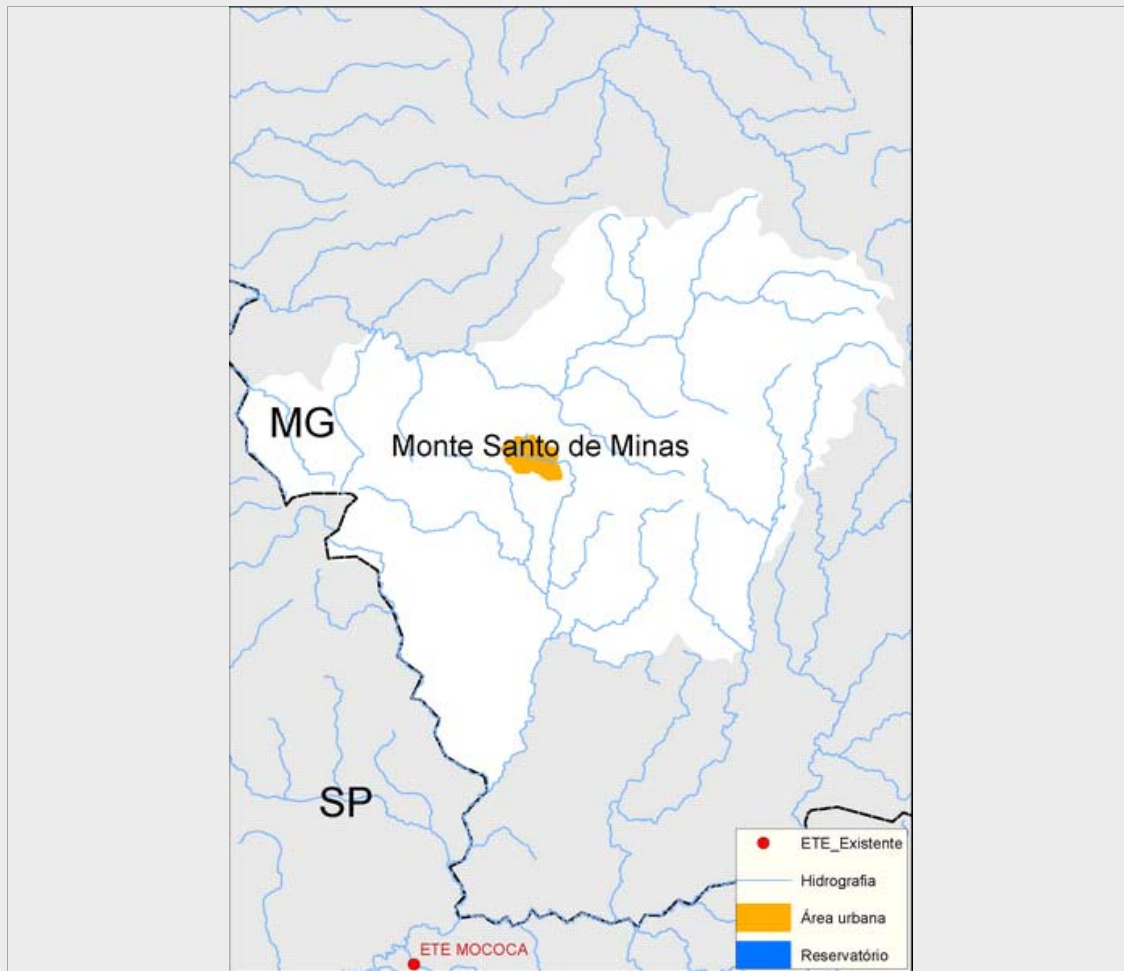 MG
Monte Santo de Minas
SP
ETE MOCOCA
ETE_Existente
Hidrografia
Área urbana
Reservatório